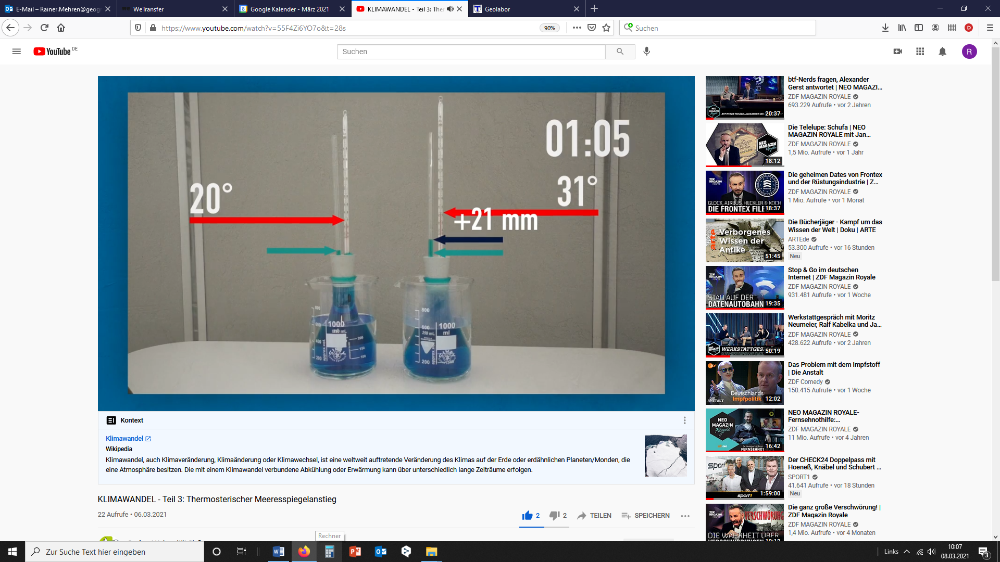 E-Mail – Rainer.Mehren@geogr
WeTransfer
Google Kalender - März 2021
KLIMAWANDEL - Teil 3: Ther
Geolabor
https://www.youtube.com/watch?v=55F4Zi6YO7o&t=28s
90%
Suchen
YouTube DE
Suchen
R
01:05
20°
31°
+21 mm
800
1000
600
1000 ml
200
Kontext
Klimawandel
Wikipedia
Klimawandel, auch Klimaveränderung, Klimaänderung oder Klimawechsel, ist eine weltweit auftretende Veränderung des Klimas auf der Erde oder erdähnlichen Planeten/Monden, die
eine Atmosphäre besitzen. Die mit einem Klimawandel verbundene Abkühlung oder Erwärmung kann über unterschiedlich lange Zeiträume erfolgen.
KLIMAWANDEL - Teil 3: Thermosterischer Meeresspiegelanstieg
22 Aufrufe • 06.03.2021
2
2
TEILEN
SPEICHERN
Rechner
20:37
btf-Nerds fragen, Alexander
Gerst antwortet | NEO MAGAZI...
ZDF MAGAZIN ROYALE
693.229 Aufrufe • vor 2 Jahren
NEO MAGAZIN Royale
18:12
Die Telelupe: Schufa | NEO
MAGAZIN ROYALE mit Jan...
ZDF MAGAZIN ROYALE
1,5 Mio. Aufrufe • vor 1 Jahr
GLOCK, AIRBUS, HECKLER & KOCH
DIE FRONTEX FIL
18:37
Die geheimen Dates von Frontex
und der Rüstungsindustrie | Z...
ZDF MAGAZIN ROYALE
1 Mio. Aufrufe • vor 1 Monat
arte
Verborgenes
Wissen der
Antike
51:45
Die Bücherjäger - Kampf um das
Wissen der Welt | Doku | ARTE
ARTEde
53.300 Aufrufe • vor 16 Stunden
Neu
ZDF MAGAZIN ROYALE
STAU AUF DER
DATENAUTOBAHN
19:35
Stop & Go im deutschen
Internet | ZDF Magazin Royale
ZDF MAGAZIN ROYALE
931.481 Aufrufe • vor 1 Woche
WERKSTATTGES
50:19
Werkstattgespräch mit Moritz
Neumeier, Ralf Kabelka und Ja...
ZDF MAGAZIN ROYALE
428.622 Aufrufe • vor 2 Jahren
DIE ANSTALT
Deutschlands
Impfpolitik
12:02
Das Problem mit dem Impfstoff
| Die Anstalt
ZDF Comedy
150.415 Aufrufe • vor 1 Woche
NEO MAGAZIN Royale
16:42
NEO MAGAZIN ROYALE-
Fernsehnothilfe:...
ZDF MAGAZIN ROYALE
11 Mio. Aufrufe • vor 4 Jahren
sport1
1:59:00
Der CHECK24 Doppelpass mit
Hoeneß, Knäbel und Schubert ...
SPORT1
41.641 Aufrufe • vor 18 Stunden
Neu
VERSCHWÖRUNG
DIE WAHRHEIT ÜBER
Die ganz große Verschwörung! |
ZDF Magazin Royale
ZDF MAGAZIN ROYALE
1,4 Mio. Aufrufe • vor 4 Monaten
Zur Suche Text hier eingeben
Links
10:07
08.03.2021
3